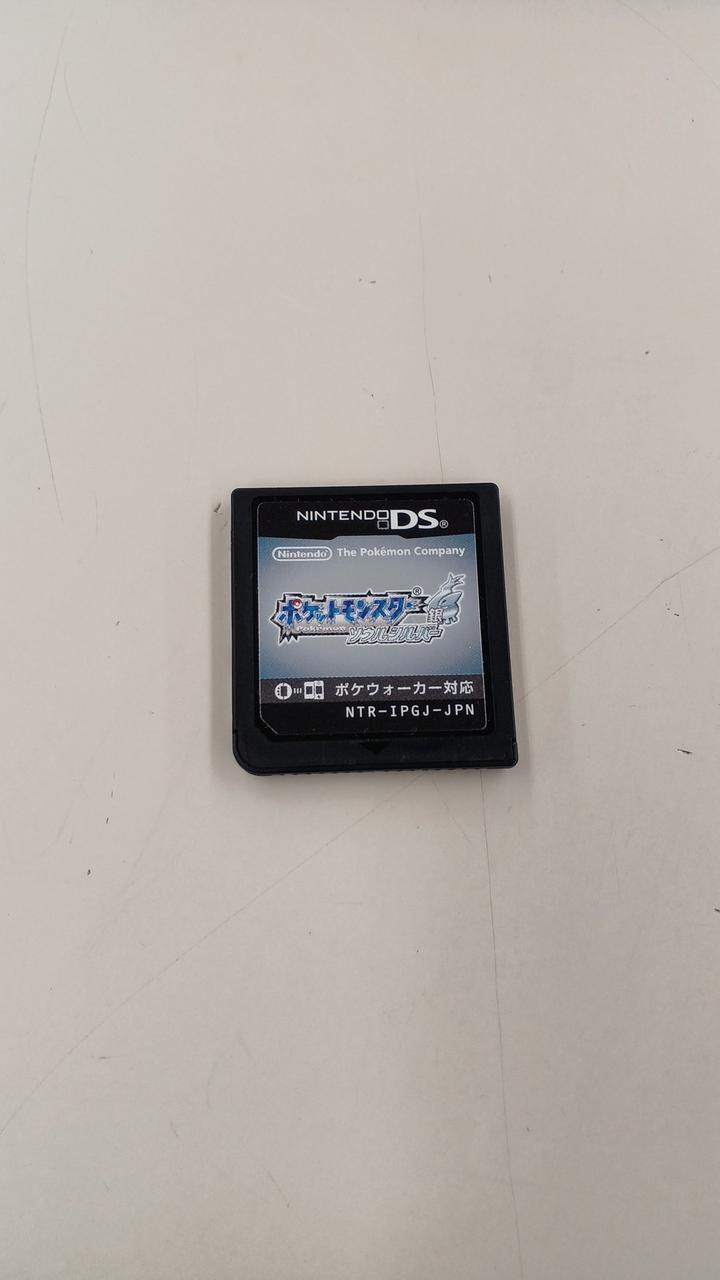 NINTENDO DS®
Nintendo® The Pokémon Company
ポケットモンスター®
Pokémon
ソウルシルバー
ポケウォーカー対応
NTR-IPGJ-JPN